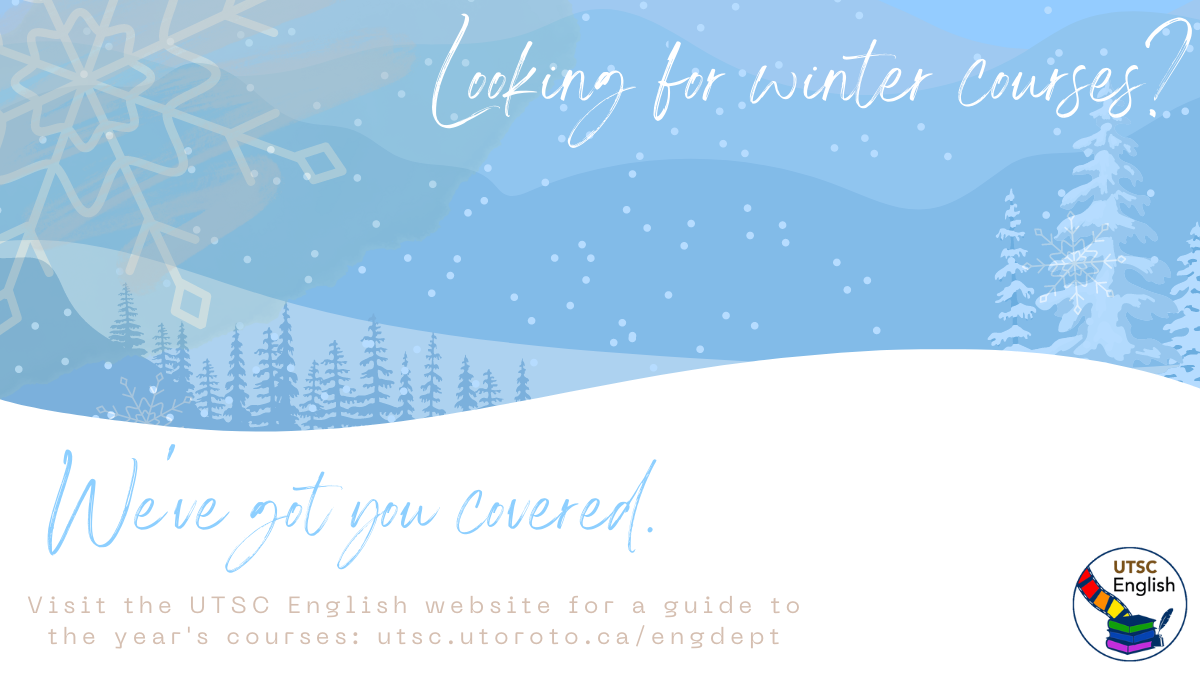 Looking for winter courses?
We've got you covered.
Visit the UTSC English website for a guide to
the year's courses: utsc.utoroto.ca/engdept
UTSC
English